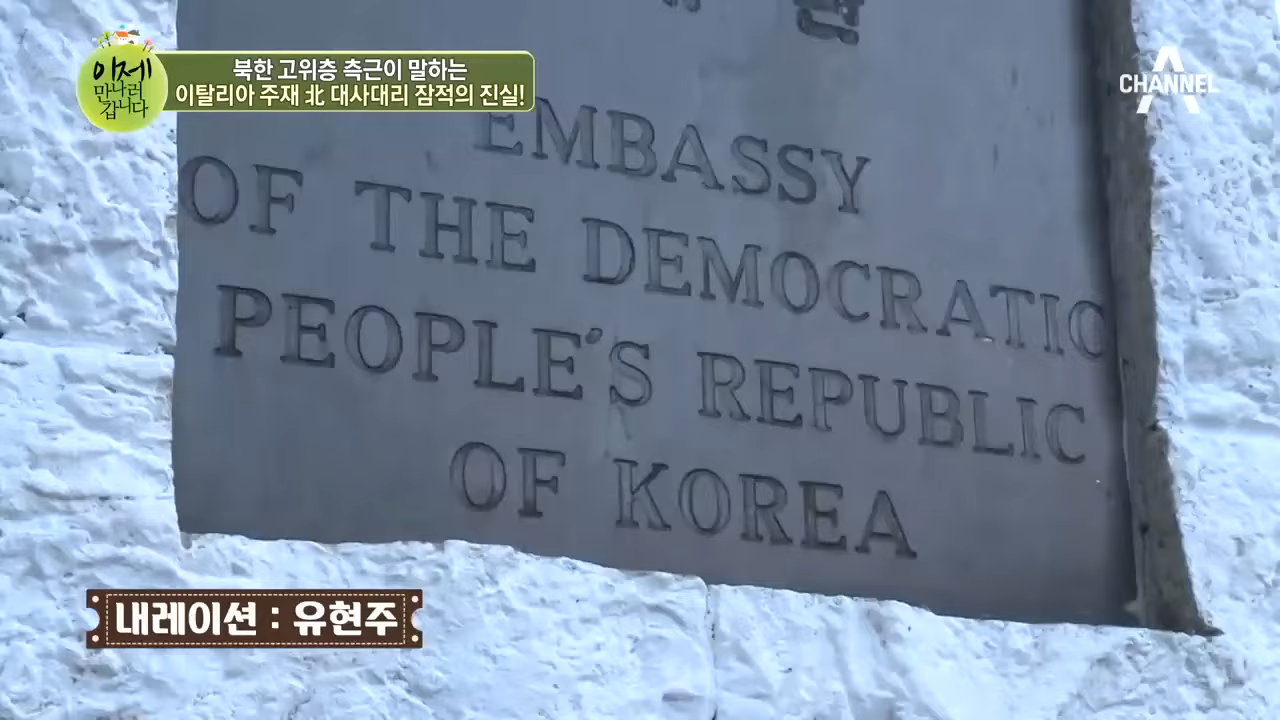 이제
만나러
갑니다
북한 고위층 측근이 말하는
이탈리아 주재 北 대사대리 잠적의 진실!
CHANNEL A
EMBASSY
OF THE DEMOCRATIC
PEOPLE'S REPUBLIC
OF KOREA
내레이션 : 유현주